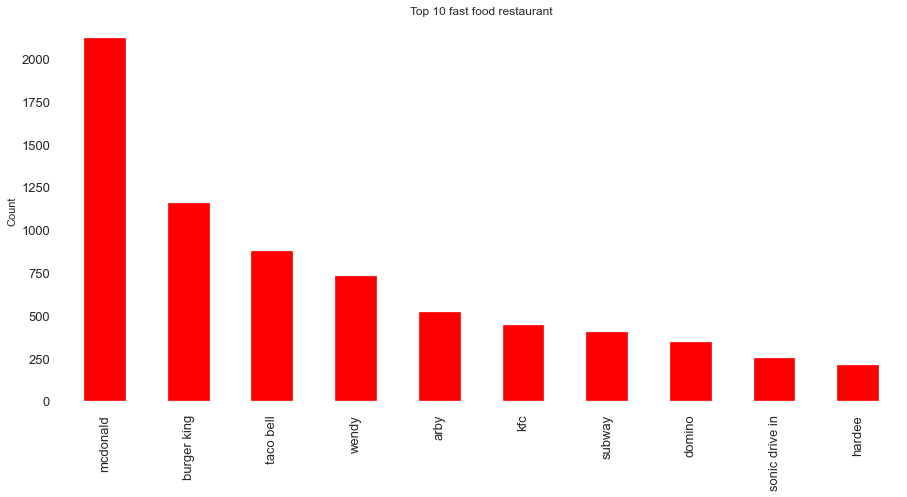 Top 10 fast food restaurant
2000
1750
1500
1250
1000
750
500
250
0
Count
mcdonald
burger king
taco bell
wendy
arby
kfc
subway
domino
sonic drive in
hardee